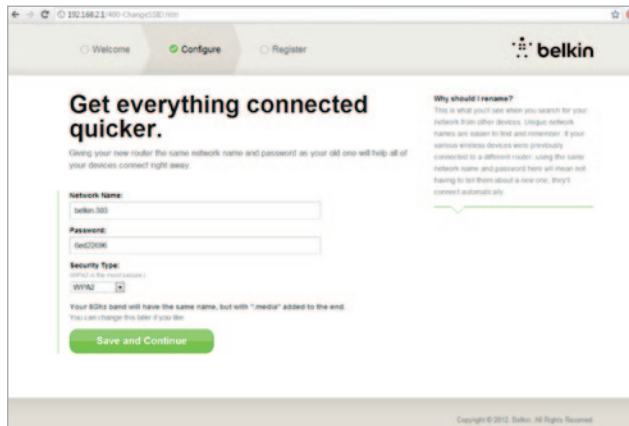 192.168.2.1/400-ChangeSSID.htm
Welcome
Configure
Register
belkin
Get everything connected
quicker.
Giving your new router the same network name and password as your old one will help all of
your devices connect right away.
Network Name:
belkin.383
Password:
6ed22696
Security Type:
(WPA2 is the most secure.)
WPA2
Your 5Ghz band will have the same name, but with ".media" added to the end.
You can change this later if you like.
Save and Continue
Why should I rename?
This is what you'll see when you search for your
network from other devices. Unique network
names are easier to find and remember. If your
various wireless devices were previously
connected to a different router, using the same
network name and password here will mean not
having to tell them about a new one, they'll
connect automatically.
Copyright © 2012. Belkin. All Rights Reserved.